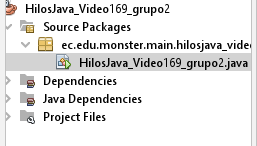 HilosJava_Video169_grupo2
Source Packages
ec.edu.monster.main.hilosjava_vide
HilosJava_Video169_grupo2.java
Dependencies
Java Dependencies
Project Files